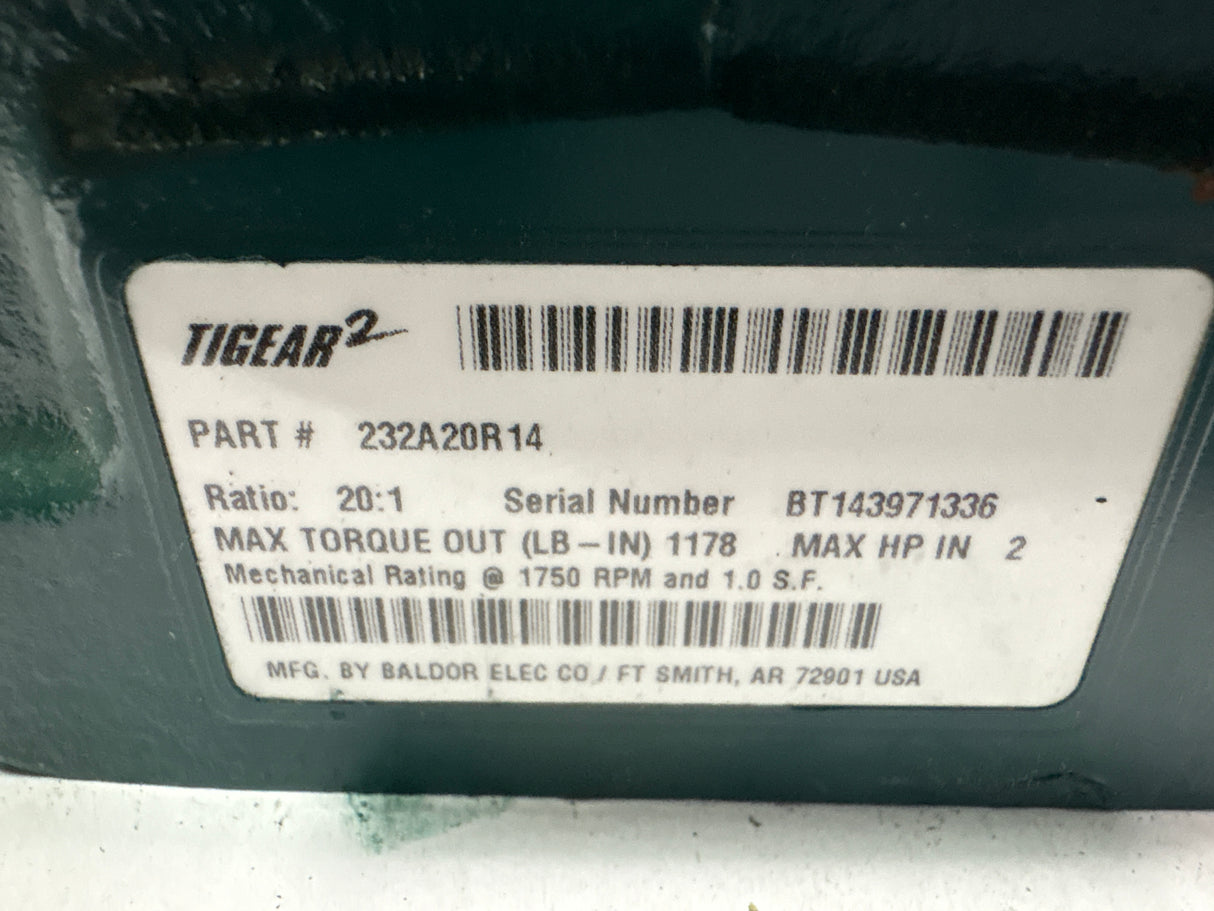 TIGEAR2
PART # 232A20R14
Ratio: 20:1 Serial Number BT143971336 -
MAX TORQUE OUT (LB-IN) 1178 MAX HP IN 2
Mechanical Rating @ 1750 RPM and 1.0 S.F.
MFG. BY BALDOR ELEC CO / FT SMITH, AR 72901 USA